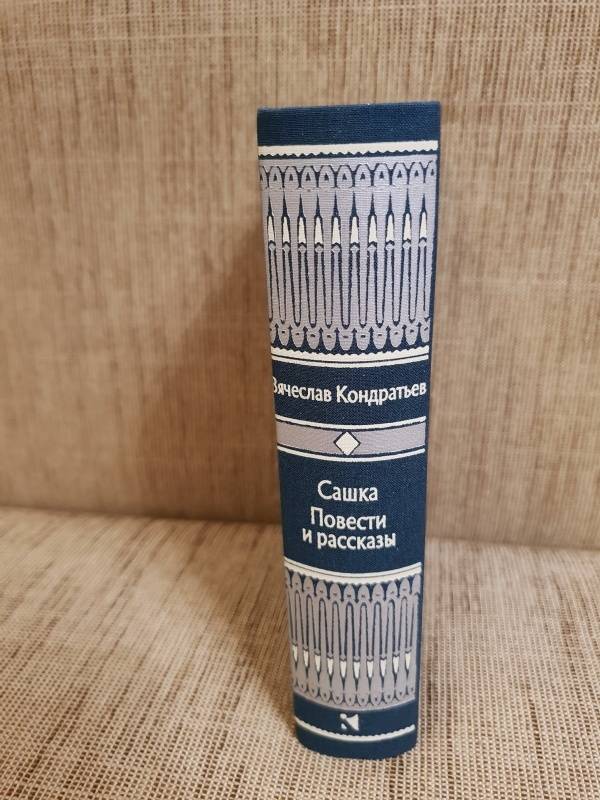 Вячеслав Кондратьев
Сашка
Повести
и рассказы